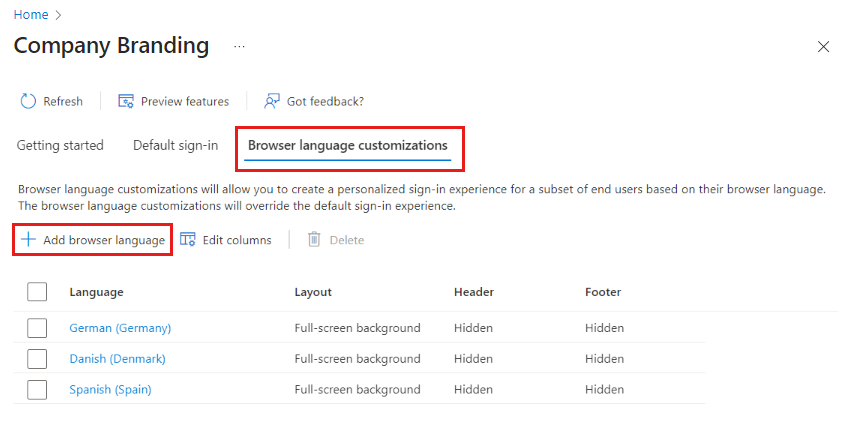 Home >
Company Branding ...
Refresh Preview features Got feedback?
Getting started Default sign-in Browser language customizations
Browser language customizations will allow you to create a personalized sign-in experience for a subset of end users based on their browser language.
The browser language customizations will override the default sign-in experience.
Add browser language Edit columns Delete
Language Layout Header Footer
German (Germany) Full-screen background Hidden Hidden
Danish (Denmark) Full-screen background Hidden Hidden
Spanish (Spain) Full-screen background Hidden Hidden